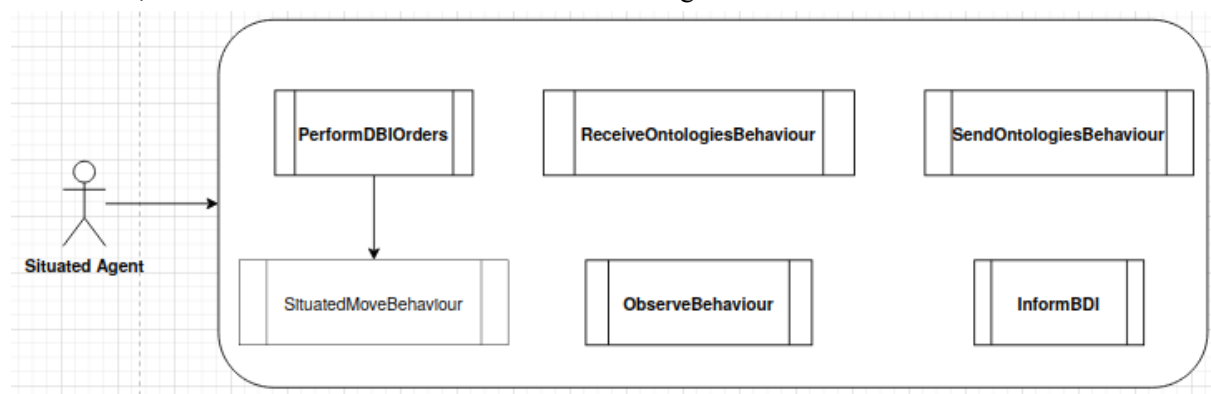 PerformDBIOrders
ReceiveOntologiesBehaviour
SendOntologiesBehaviour
Situated Agent
SituatedMoveBehaviour
ObserveBehaviour
InformBDI